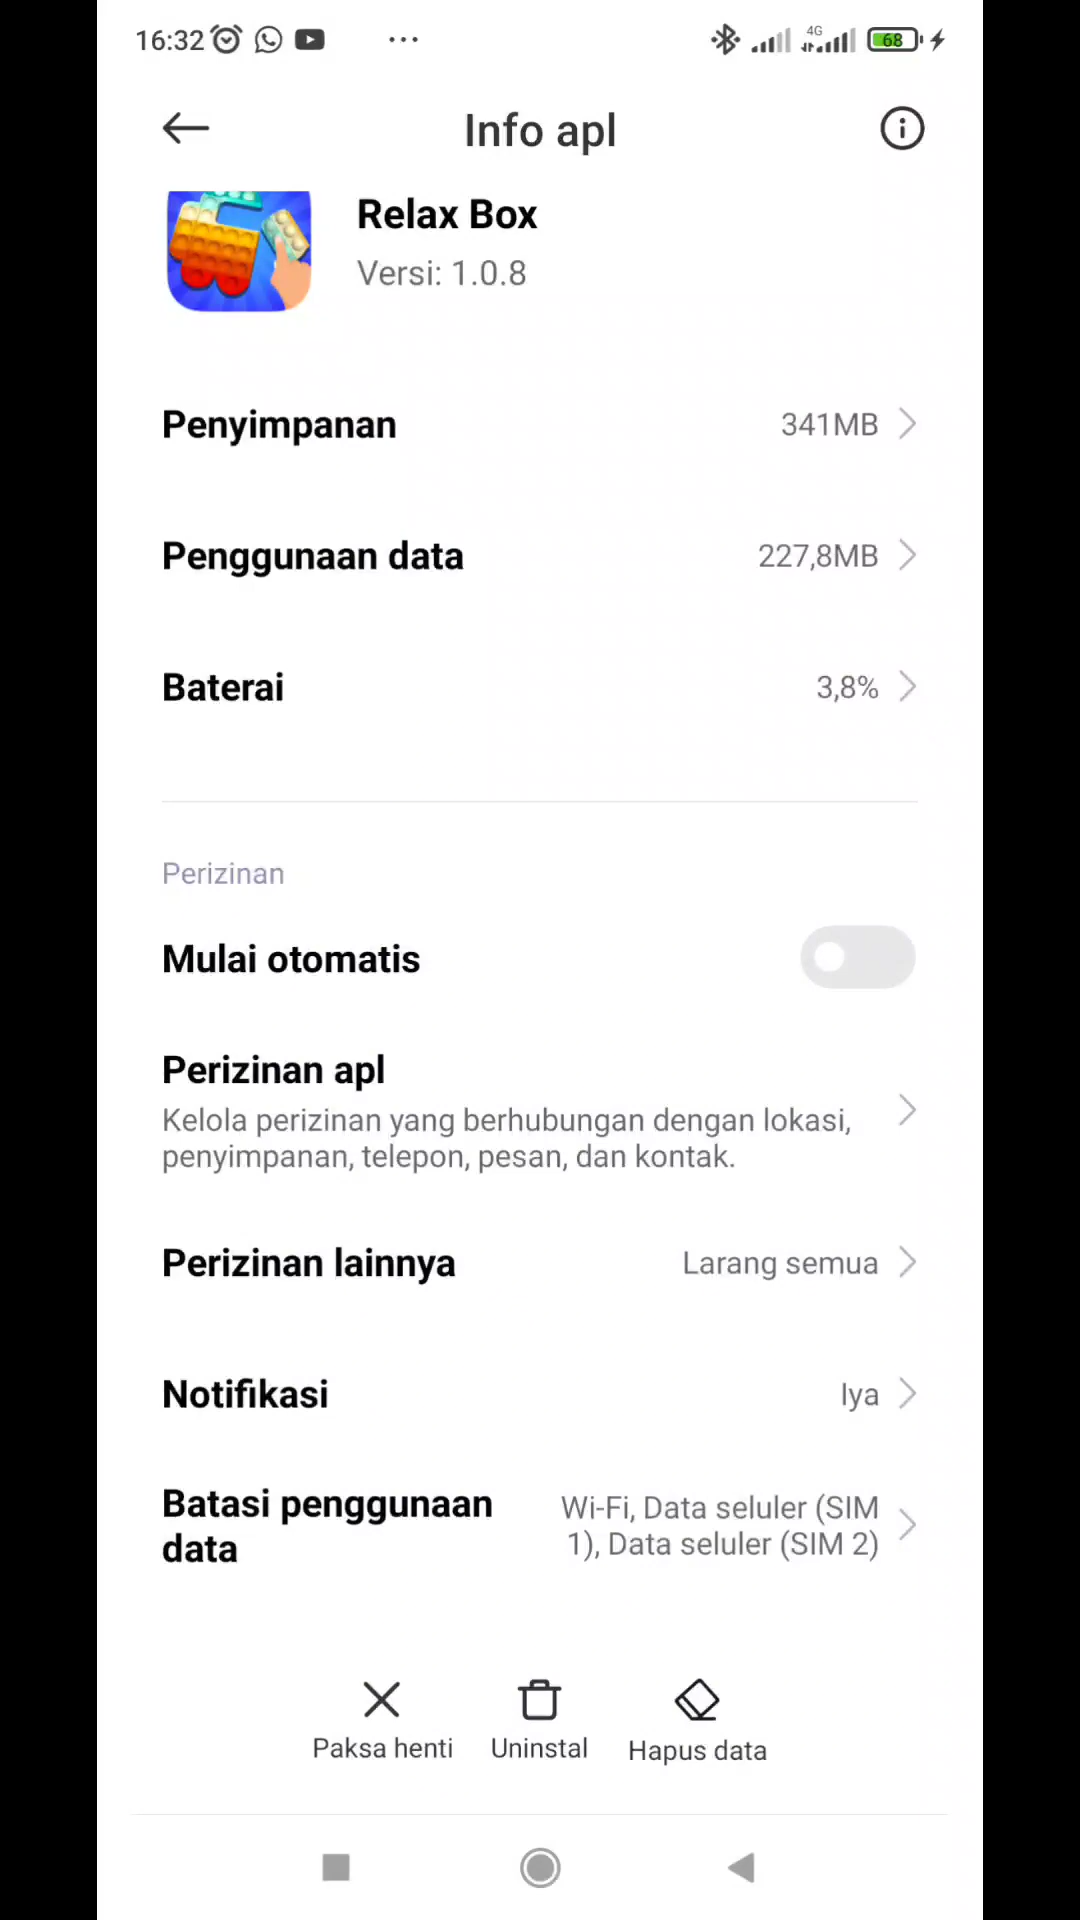 16:32
4G
68
Info apl
Relax Box
Versi: 1.0.8
Penyimpanan
341MB
Penggunaan data
227,8MB
Baterai
3,8%
Perizinan
Mulai otomatis
Perizinan apl
Kelola perizinan yang berhubungan dengan lokasi,
penyimpanan, telepon, pesan, dan kontak.
Perizinan lainnya
Larang semua
Notifikasi
Iya
Batasi penggunaan
data
Wi-Fi, Data seluler (SIM
1), Data seluler (SIM 2)
Paksa henti
Uninstal
Hapus data